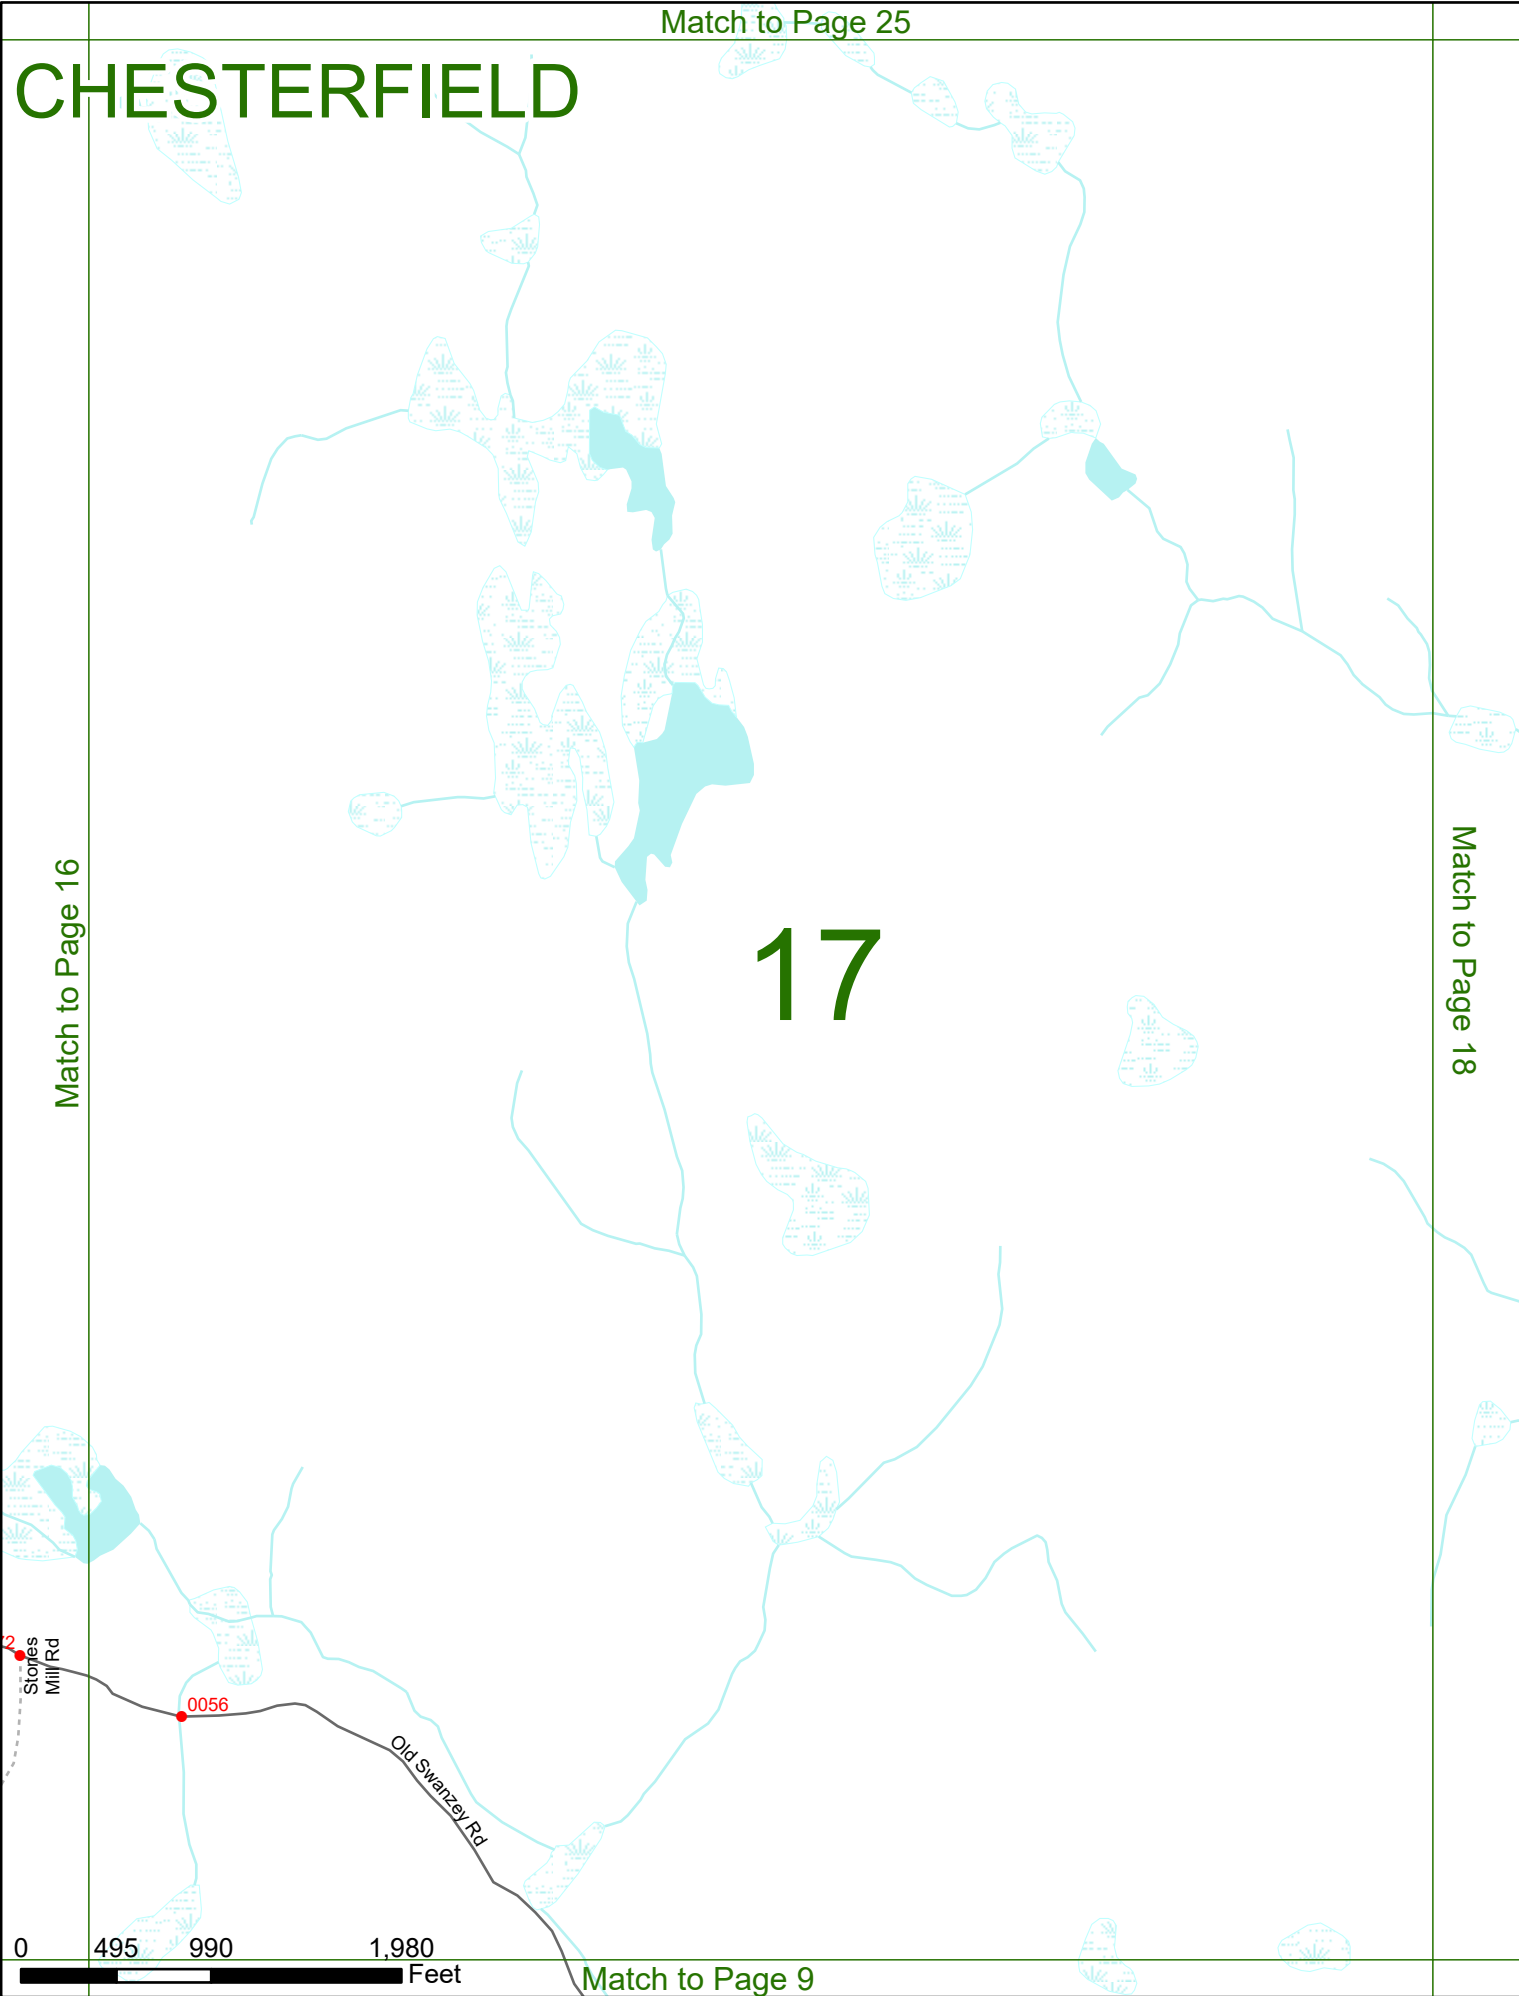 Match to Page 25
CHESTERFIELD
Match to Page 16
17
Match to Page 18
Stones
Mill Rd
0056
Old Swanzey Rd
0 495 990 1,980
Feet
Match to Page 9